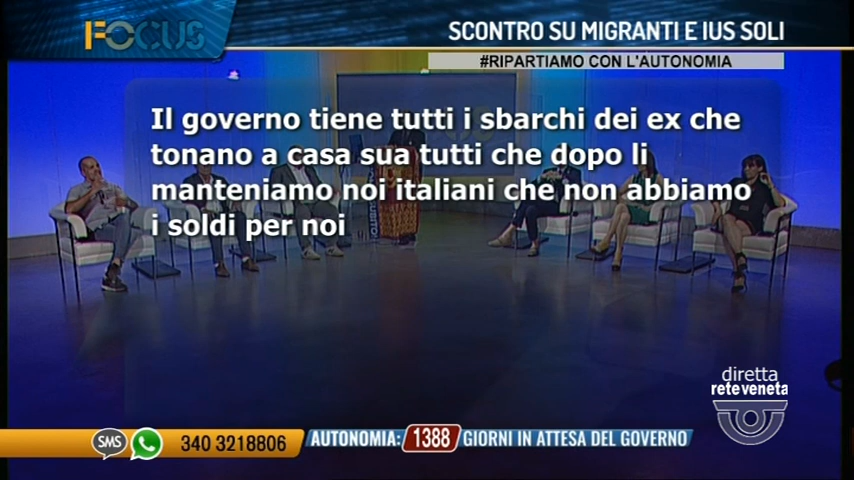 FOCUS
SCONTRO SU MIGRANTI E IUS SOLI
#RIPARTIAMO CON L'AUTONOMIA
Il governo tiene tutti i sbarchi dei ex che
tonano a casa sua tutti che dopo li
manteniamo noi italiani che non abbiamo
i soldi per noi
diretta
reteveneta
SMS 340 3218806 AUTONOMIA: 1388 GIORNI IN ATTESA DEL GOVERNO